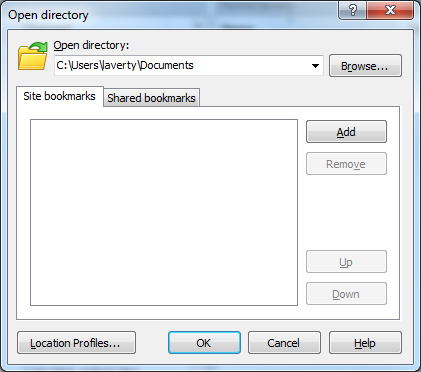 Open directory
Open directory:
C:\Users\laverty\Documents
Browse...
Site bookmarks
Shared bookmarks
Add
Remove
Up
Down
Location Profiles...
OK
Cancel
Help